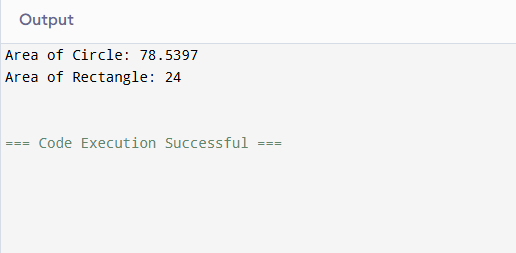 Output
Area of Circle: 78.5397
Area of Rectangle: 24
=== Code Execution Successful ===